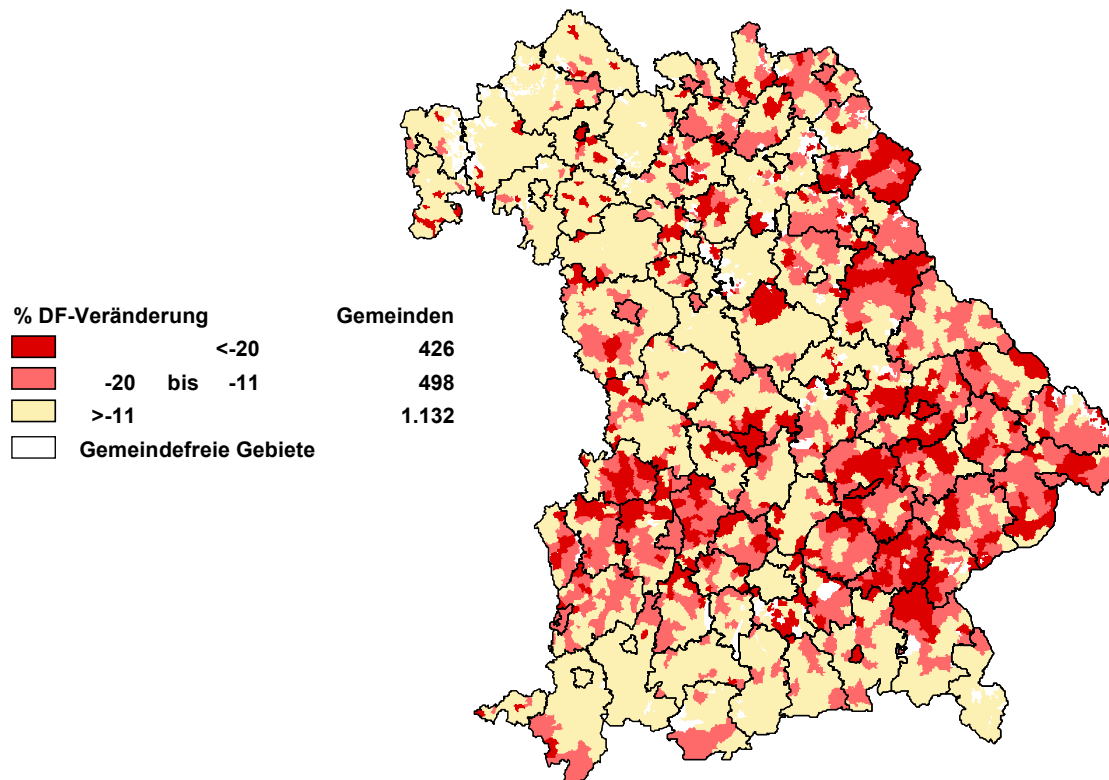 % DF-Veränderung Gemeinden
<-20 426
-20 bis -11 498
>-11 1.132
Gemeindefreie Gebiete